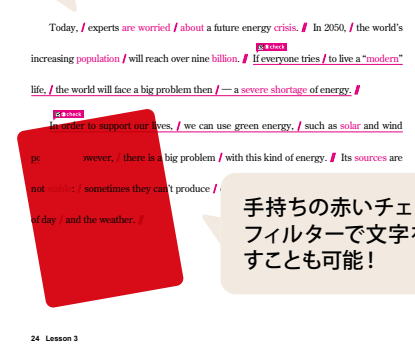 Today, / experts are worried / about a future energy crisis. // In 2050, / the world's
increasing population / will reach over nine billion. // If everyone tries / to live a "modern"
check
life, / the world will face a big problem then / — a severe shortage of energy. //
check
In order to support our lives, / we can use green energy, / such as solar and wind
however, / there is a big problem / with this kind of energy. // Its sources are
not stable: / sometimes they can't produce /
of day / and the weather. //
手持ちの赤いチェ
フィルターで文字を
すことも可能！
24 Lesson 3